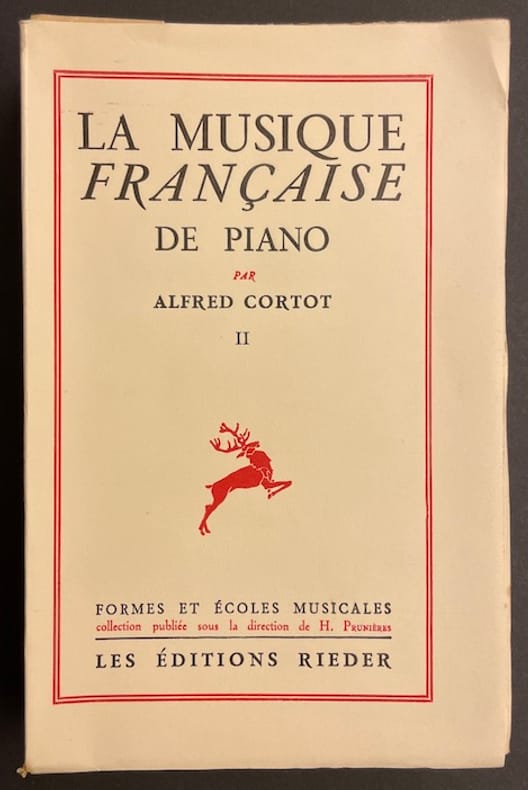 LA MUSIQUE
FRANÇAISE
DE PIANO
PAR
ALFRED CORTOT
II
FORMES ET ÉCOLES MUSICALES
collection publiée sous la direction de H. PRUNIÈRES
LES ÉDITIONS RIEDER